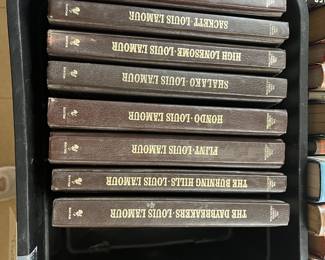 SACKETT·LOUIS L'AMOUR
HIGH LONESOME·LOUIS L'AMOUR
SHALAKO·LOUIS L'AMOUR
HONDO·LOUIS L'AMOUR
FLINT·LOUIS L'AMOUR
THE BURNING HILLS·LOUIS L'AMOUR
THE DAYBREAKERS·LOUIS L'AMOUR